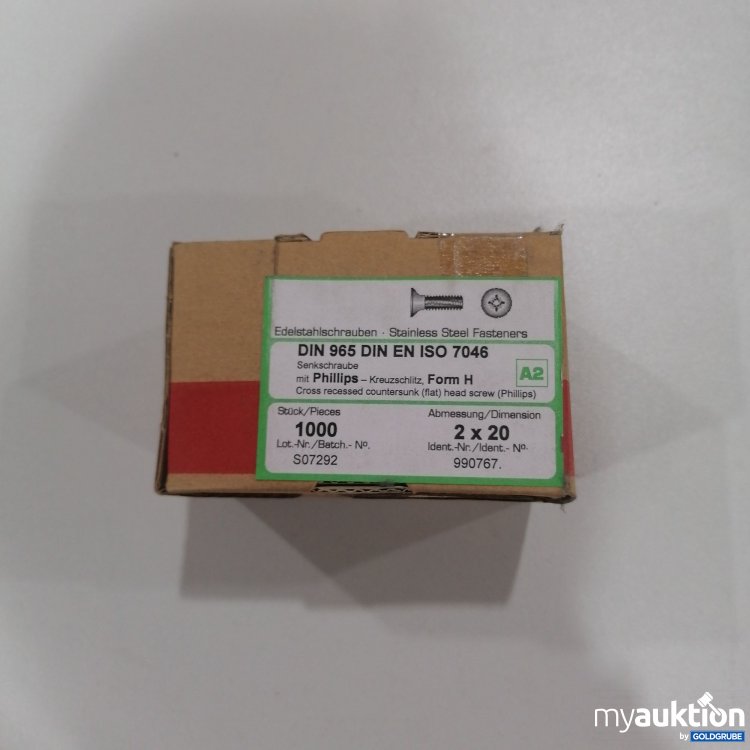 Edelstahlschrauben · Stainless Steel Fasteners
DIN 965 DIN EN ISO 7046
Senkschraube
mit Phillips – Kreuzschlitz, Form H
Cross recessed countersunk (flat) head screw (Phillips)
A2
Stück/Pieces
1000
Lot.-Nr./Batch.- Nº.
S07292
Abmessung/Dimension
2 x 20
Ident.-Nr./Ident.- Nº.
990767.
myauktion
by GOLDGRUBE